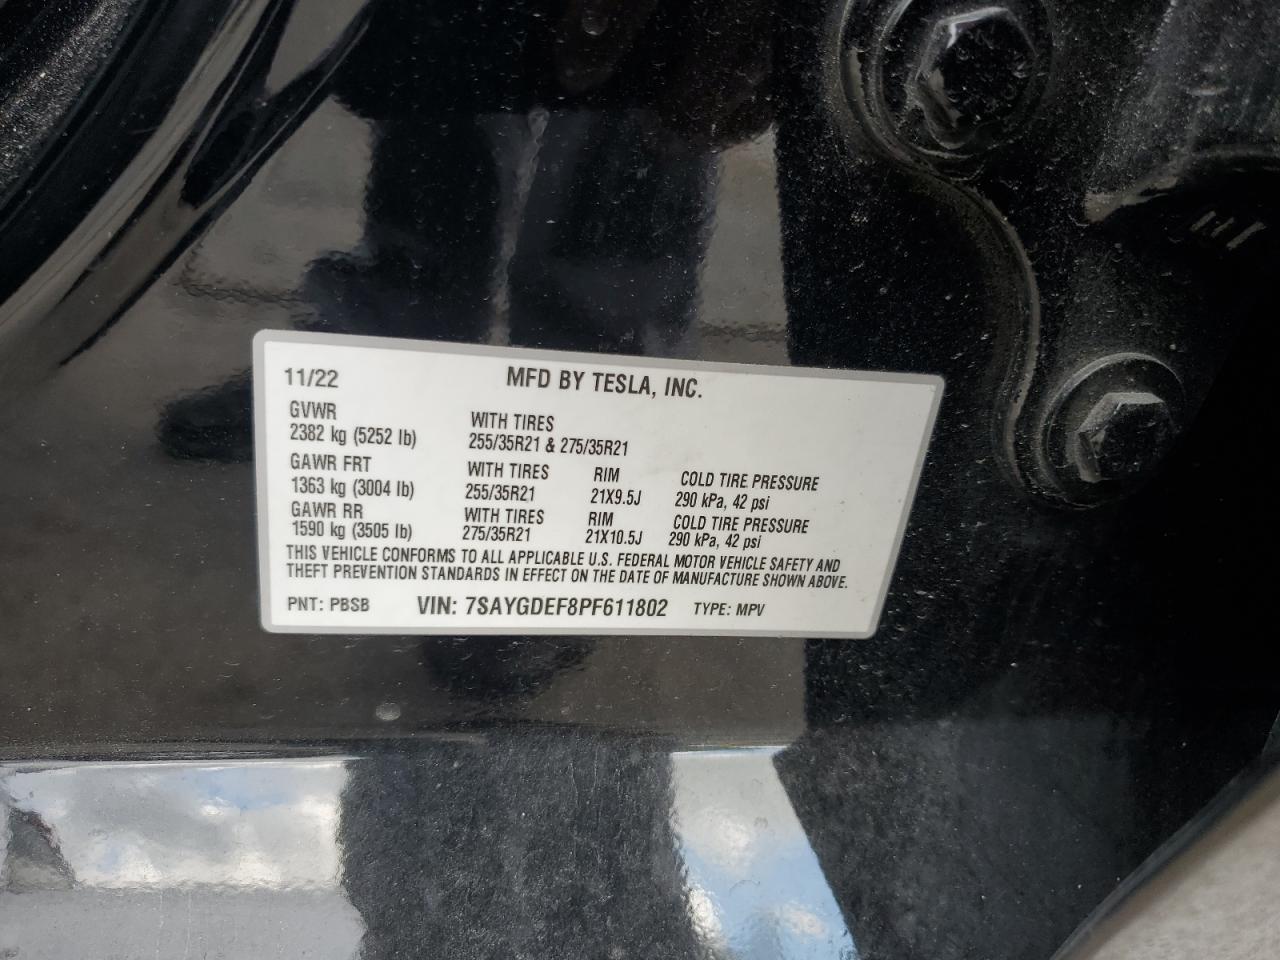 11/22 MFD BY TESLA, INC.
GVWR WITH TIRES
2382 kg (5252 lb) 255/35R21 & 275/35R21
GAWR FRT WITH TIRES RIM COLD TIRE PRESSURE
1363 kg (3004 lb) 255/35R21 21X9.5J 290 kPa, 42 psi
GAWR RR WITH TIRES RIM COLD TIRE PRESSURE
1590 kg (3505 lb) 275/35R21 21X10.5J 290 kPa, 42 psi
THIS VEHICLE CONFORMS TO ALL APPLICABLE U.S. FEDERAL MOTOR VEHICLE SAFETY AND
THEFT PREVENTION STANDARDS IN EFFECT ON THE DATE OF MANUFACTURE SHOWN ABOVE.
PNT: PBSB VIN: 7SAYGDEF8PF611802 TYPE: MPV